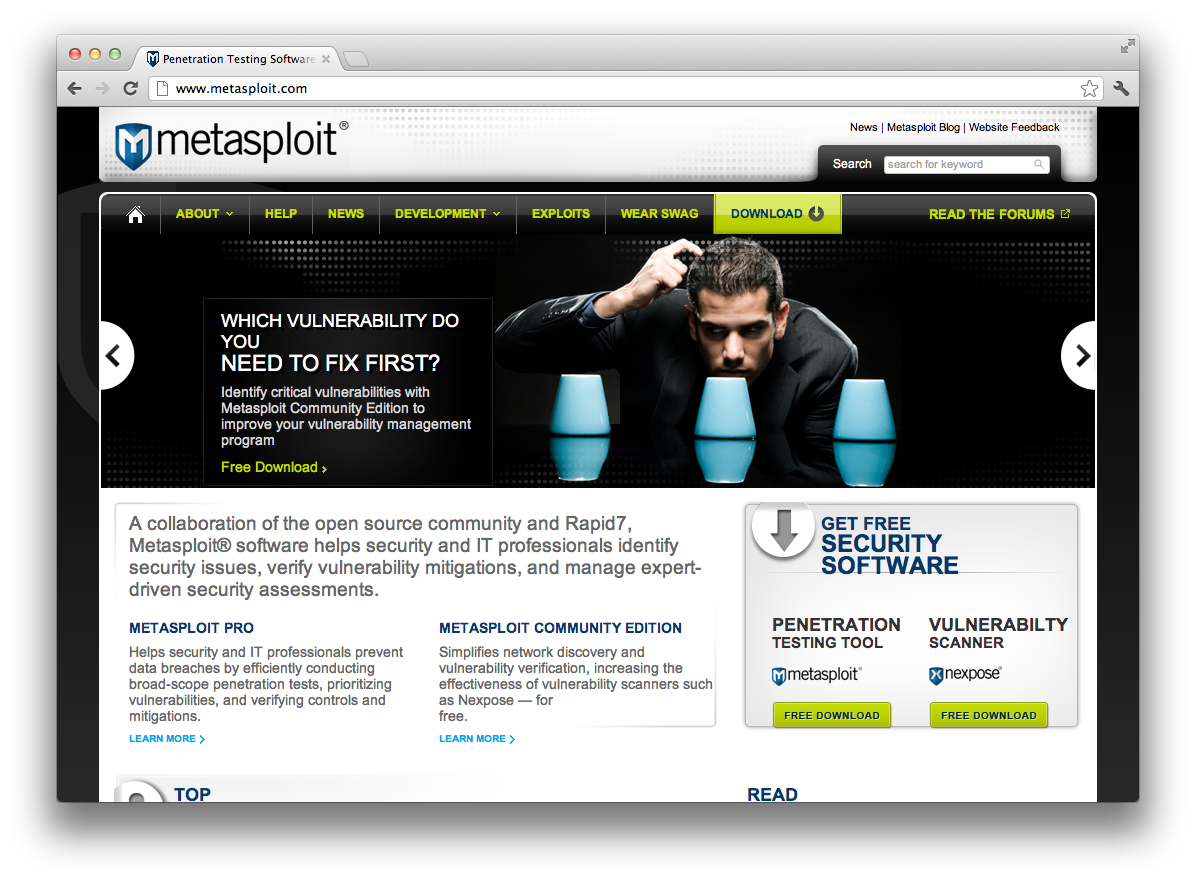 Penetration Testing Software
www.metasploit.com
metasploit®
News | Metasploit Blog | Website Feedback
Search
search for keyword
ABOUT
HELP
NEWS
DEVELOPMENT
EXPLOITS
WEAR SWAG
DOWNLOAD
READ THE FORUMS
WHICH VULNERABILITY DO
YOU
NEED TO FIX FIRST?
Identify critical vulnerabilities with
Metasploit Community Edition to
improve your vulnerability management
program
Free Download ›
A collaboration of the open source community and Rapid7,
Metasploit® software helps security and IT professionals identify
security issues, verify vulnerability mitigations, and manage expert-
driven security assessments.
METASPLOIT PRO
Helps security and IT professionals prevent
data breaches by efficiently conducting
broad-scope penetration tests, prioritizing
vulnerabilities, and verifying controls and
mitigations.
LEARN MORE
METASPLOIT COMMUNITY EDITION
Simplifies network discovery and
vulnerability verification, increasing the
effectiveness of vulnerability scanners such
as Nexpose — for
free.
LEARN MORE
GET FREE
SECURITY
SOFTWARE
PENETRATION
TESTING TOOL
metasploit®
FREE DOWNLOAD
VULNERABILTY
SCANNER
nexpose®
FREE DOWNLOAD
TOP
READ